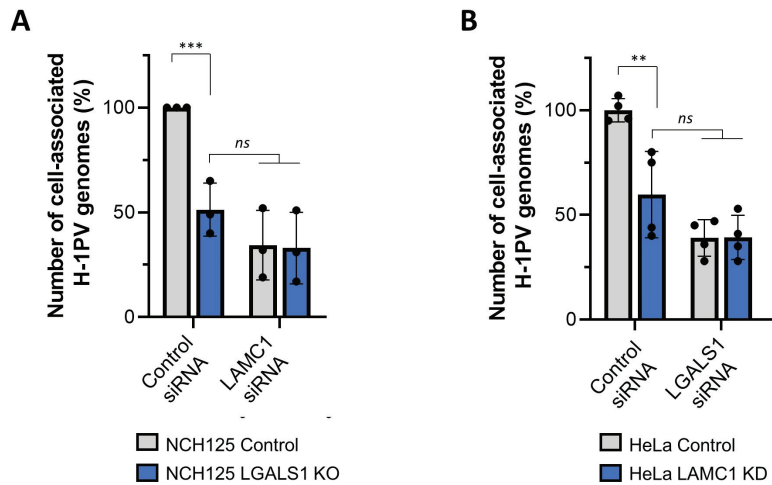 A
Number of cell-associated
H-1PV genomes (%)
100
50
0
***
ns
Control
siRNA
LAMC1
siRNA
NCH125 Control
NCH125 LGALS1 KO
B
Number of cell-associated
H-1PV genomes (%)
100
50
0
**
ns
Control
siRNA
LGALS1
siRNA
HeLa Control
HeLa LAMC1 KD